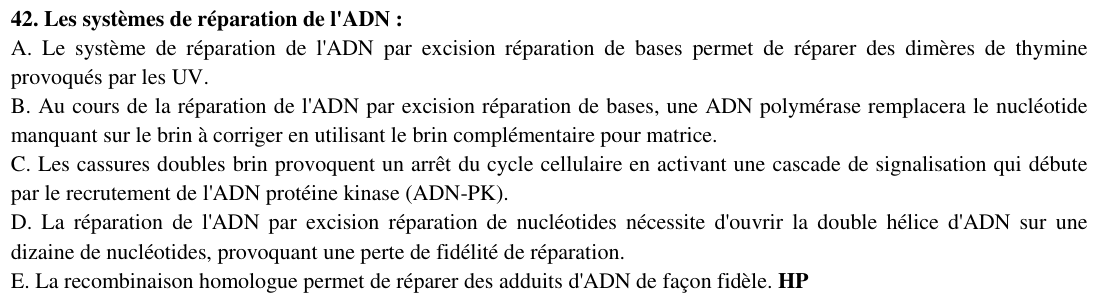 42. Les systèmes de réparation de l'ADN :
A. Le système de réparation de l'ADN par excision réparation de bases permet de réparer des dimères de thymine
provoqués par les UV.
B. Au cours de la réparation de l'ADN par excision réparation de bases, une ADN polymérase remplacera le nucléotide
manquant sur le brin à corriger en utilisant le brin complémentaire pour matrice.
C. Les cassures doubles brin provoquent un arrêt du cycle cellulaire en activant une cascade de signalisation qui débute
par le recrutement de l'ADN protéine kinase (ADN-PK).
D. La réparation de l'ADN par excision réparation de nucléotides nécessite d'ouvrir la double hélice d'ADN sur une
dizaine de nucléotides, provoquant une perte de fidélité de réparation.
E. La recombinaison homologue permet de réparer des adduits d'ADN de façon fidèle. HP